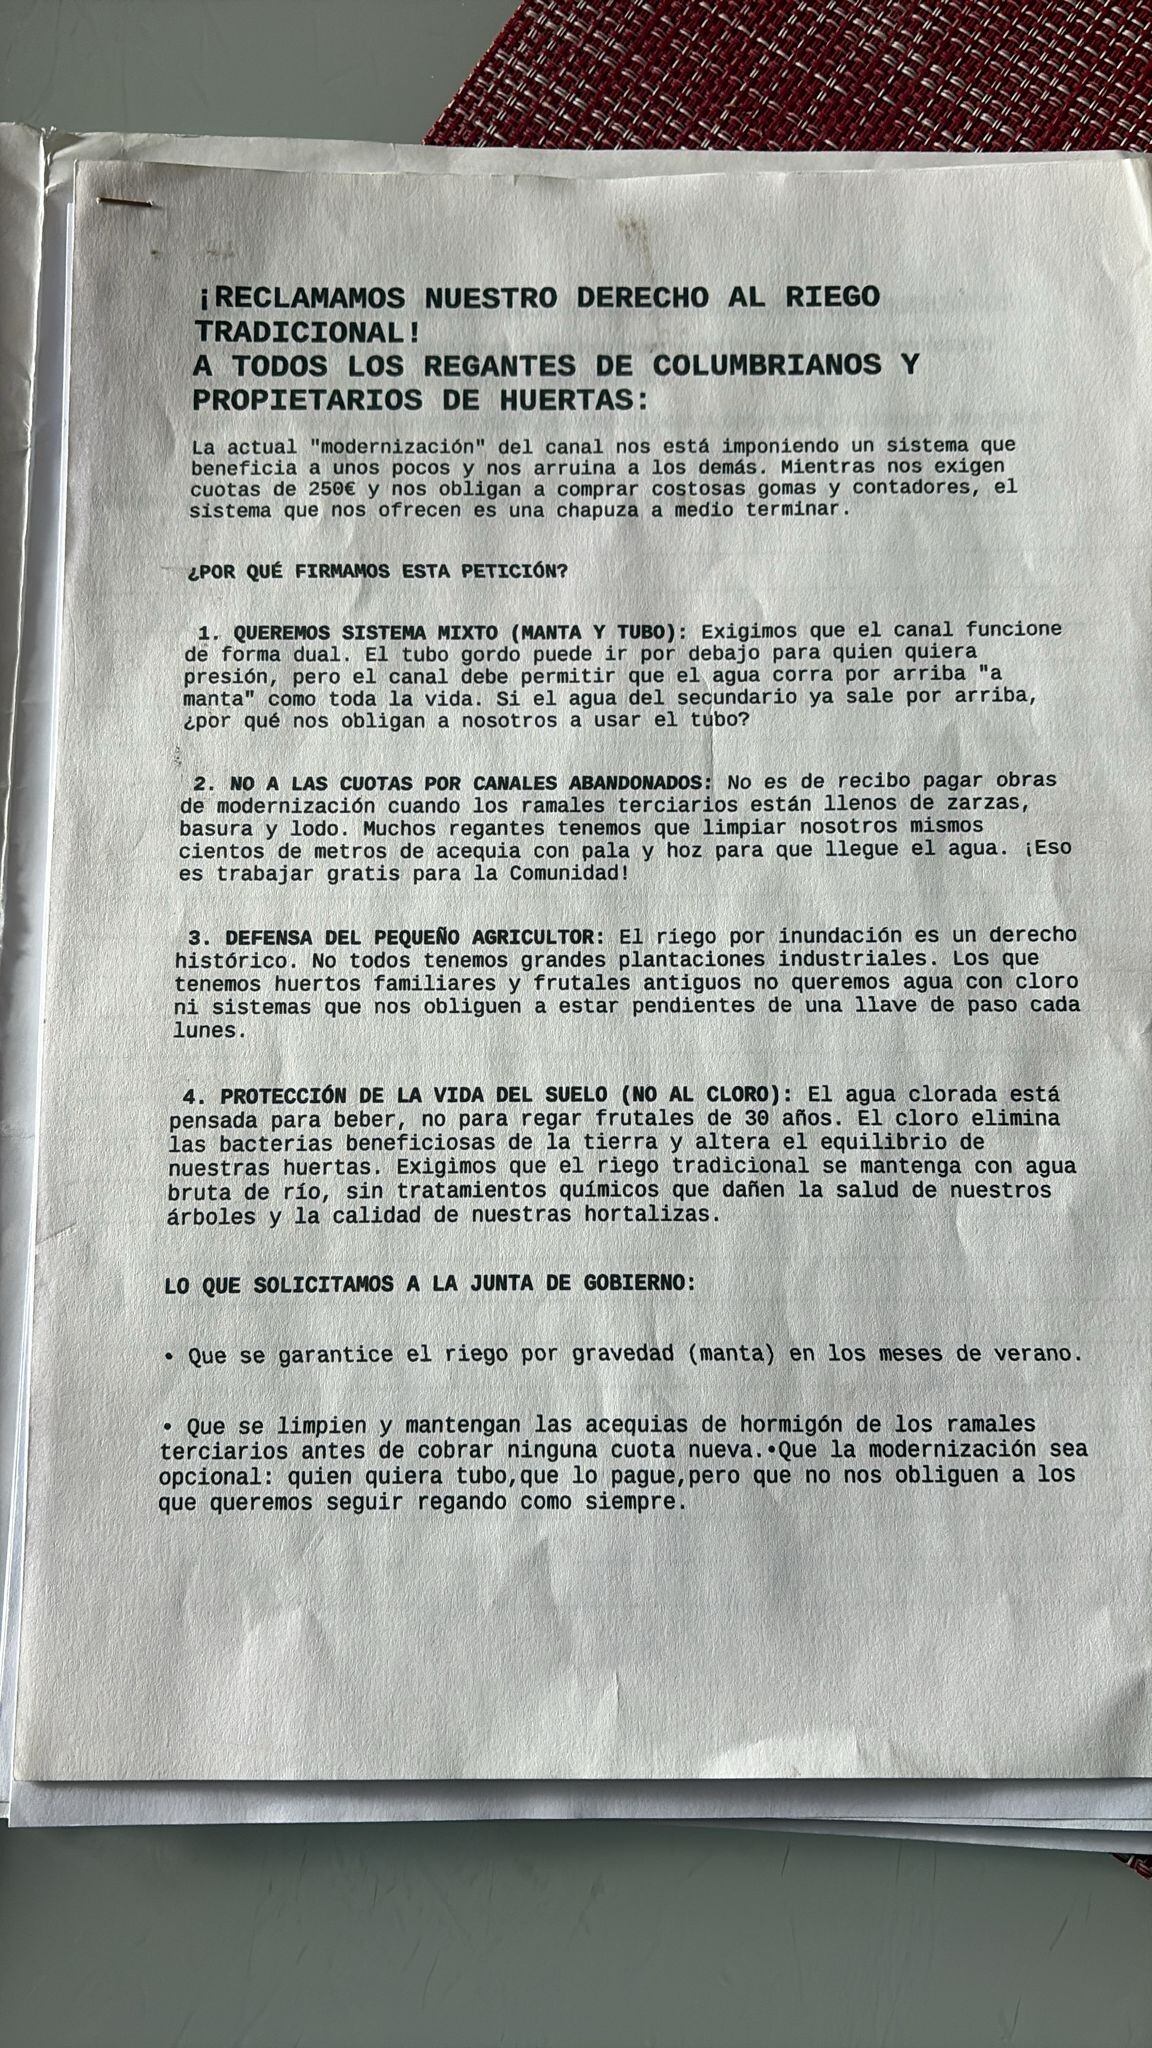 ¡RECLAMAMOS NUESTRO DERECHO AL RIEGO
TRADICIONAL!
A TODOS LOS REGANTES DE COLUMBRIANOS Y
PROPIETARIOS DE HUERTAS:
La actual "modernización" del canal nos está imponiendo un sistema que
beneficia a unos pocos y nos arruina a los demás. Mientras nos exigen
cuotas de 250€ y nos obligan a comprar costosas gomas y contadores, el
sistema que nos ofrecen es una chapuza a medio terminar.
¿POR QUÉ FIRMAMOS ESTA PETICIÓN?
1. QUEREMOS SISTEMA MIXTO (MANTA Y TUBO): Exigimos que el canal funcione
de forma dual. El tubo gordo puede ir por debajo para quien quiera
presión, pero el canal debe permitir que el agua corra por arriba "a
manta" como toda la vida. Si el agua del secundario ya sale por arriba,
¿por qué nos obligan a nosotros a usar el tubo?
2. NO A LAS CUOTAS POR CANALES ABANDONADOS: No es de recibo pagar obras
de modernización cuando los ramales terciarios están llenos de zarzas,
basura y lodo. Muchos regantes tenemos que limpiar nosotros mismos
cientos de metros de acequia con pala y hoz para que llegue el agua. ¡Eso
es trabajar gratis para la Comunidad!
3. DEFENSA DEL PEQUEÑO AGRICULTOR: El riego por inundación es un derecho
histórico. No todos tenemos grandes plantaciones industriales. Los que
tenemos huertos familiares y frutales antiguos no queremos agua con cloro
ni sistemas que nos obliguen a estar pendientes de una llave de paso cada
lunes.
4. PROTECCIÓN DE LA VIDA DEL SUELO (NO AL CLORO): El agua clorada está
pensada para beber, no para regar frutales de 30 años. El cloro elimina
las bacterias beneficiosas de la tierra y altera el equilibrio de
nuestras huertas. Exigimos que el riego tradicional se mantenga con agua
bruta de río, sin tratamientos químicos que dañen la salud de nuestros
árboles y la calidad de nuestras hortalizas.
LO QUE SOLICITAMOS A LA JUNTA DE GOBIERNO:
• Que se garantice el riego por gravedad (manta) en los meses de verano.
• Que se limpien y mantengan las acequias de hormigón de los ramales
terciarios antes de cobrar ninguna cuota nueva.•Que la modernización sea
opcional: quien quiera tubo,que lo pague,pero que no nos obliguen a los
que queremos seguir regando como siempre.